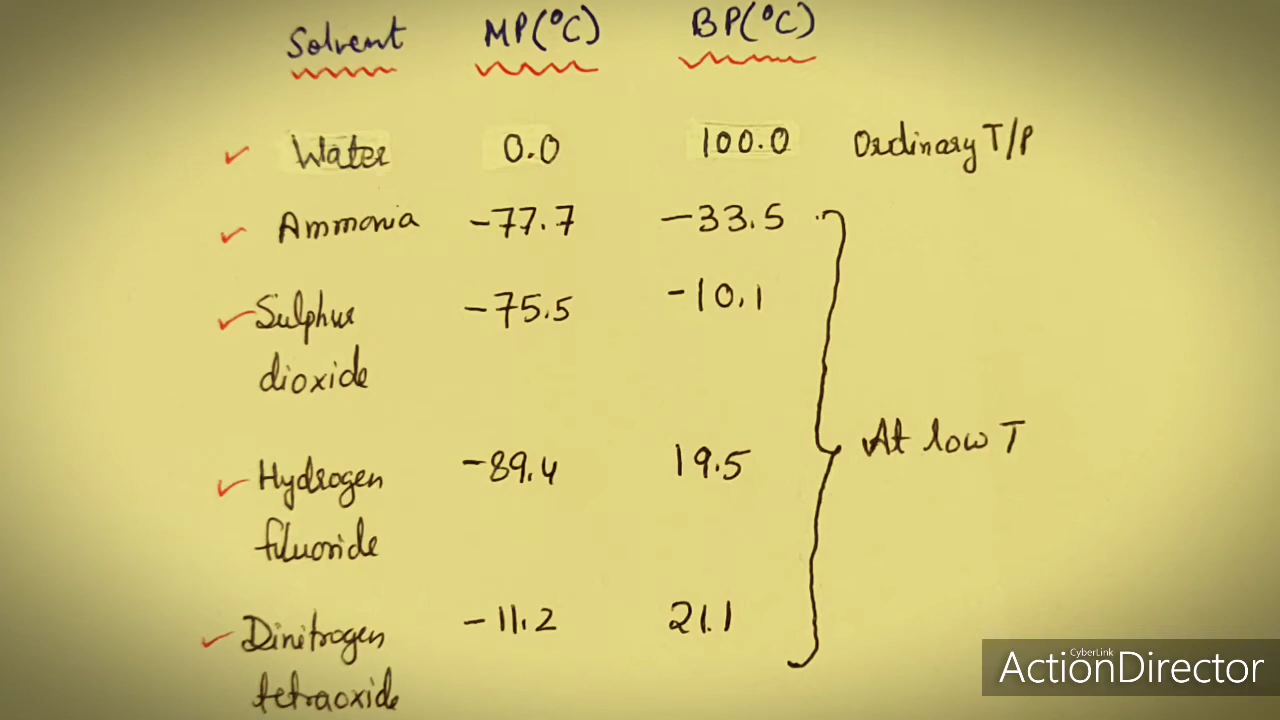 Solvent MP(°C) BP(°C)
Water 0.0 100.0 Ordinary T/P
Ammonia -77.7 -33.5
Sulphur -75.5 -10.1
dioxide
At low T
Hydrogen -89.4 19.5
fluoride
Dinitrogen -11.2 21.1
tetraoxide
CyberLink
ActionDirector